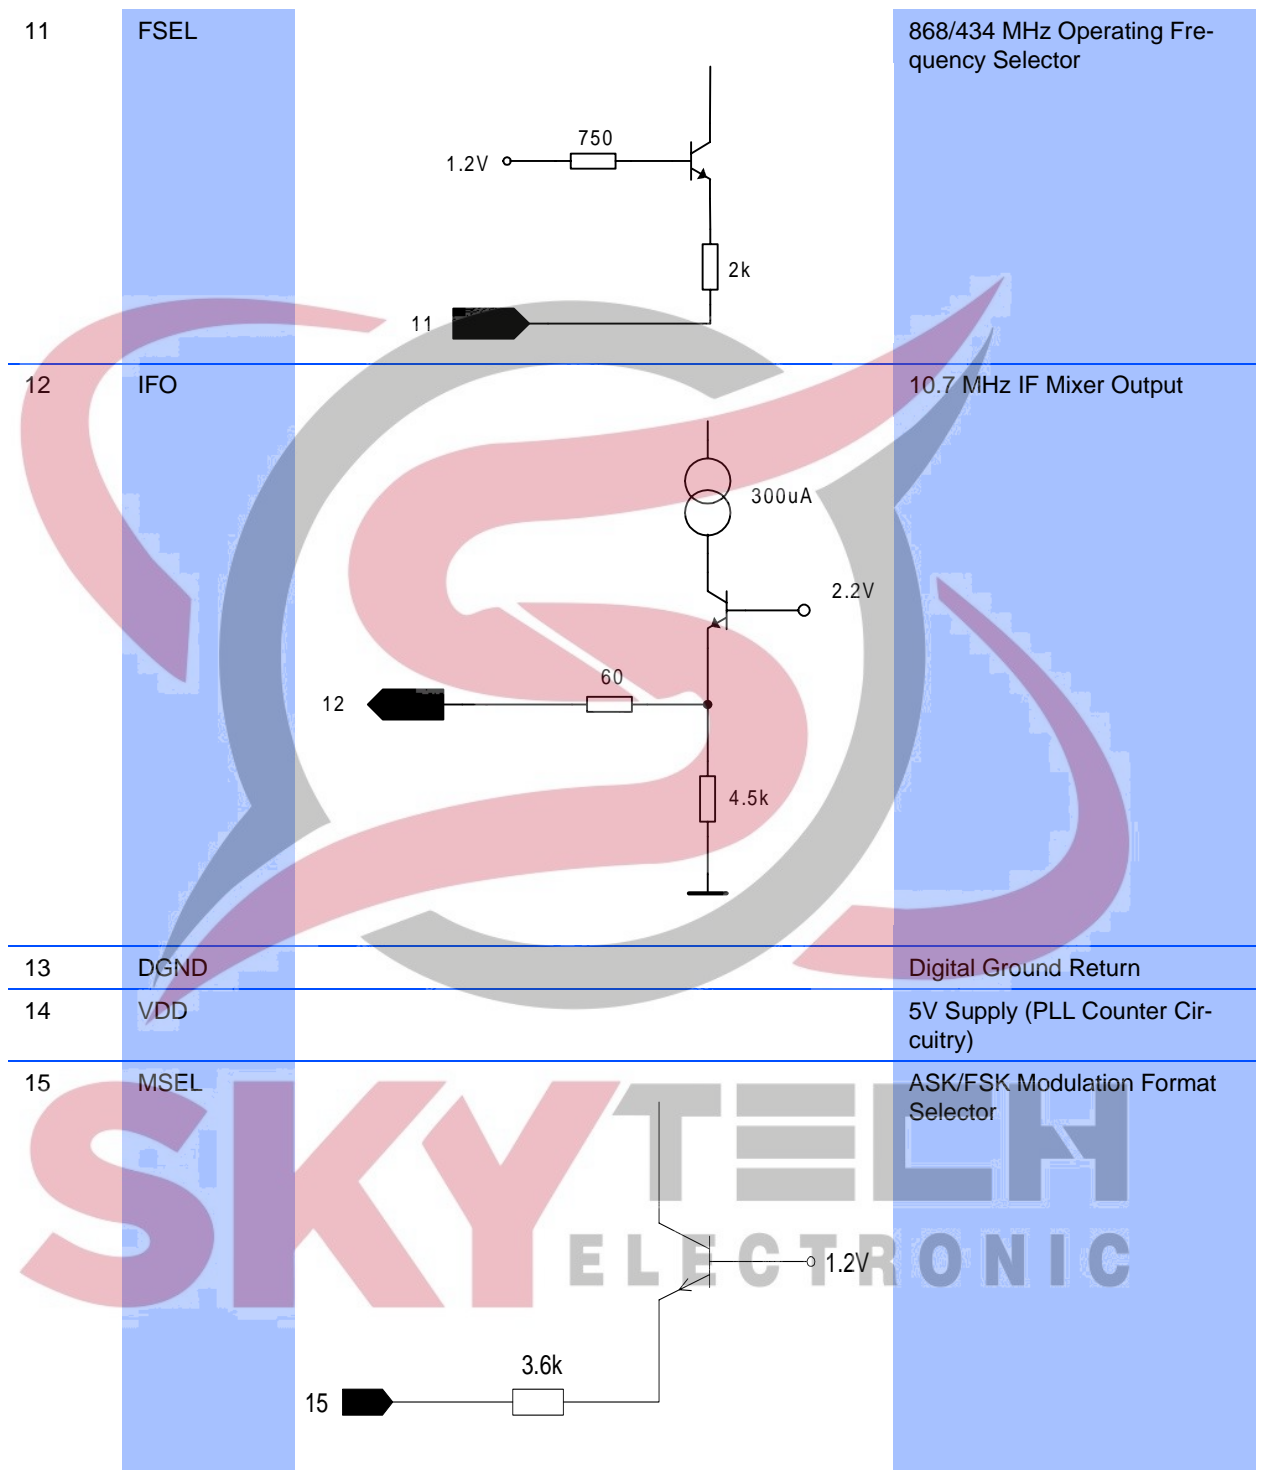 11 FSEL 868/434 MHz Operating Fre-
quency Selector
750
1.2V
2k
11
12 IFO 10.7 MHz IF Mixer Output
300uA
2.2V
60
12
4.5k
13 DGND Digital Ground Return
14 VDD 5V Supply (PLL Counter Cir-
cuitry)
15 MSEL ASK/FSK Modulation Format
Selector
SKYTECH
ELECTRONIC
1.2V
3.6k
15